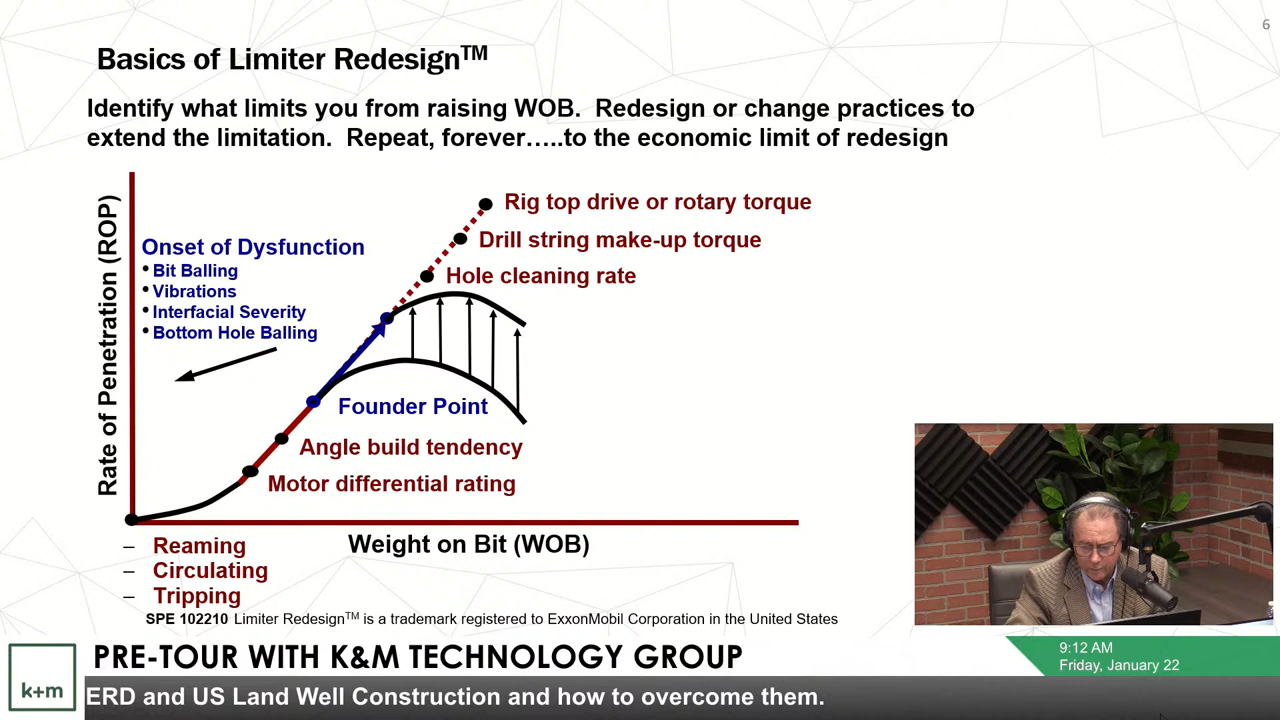 6
Basics of Limiter Redesign™
Identify what limits you from raising WOB.  Redesign or change practices to
extend the limitation.  Repeat, forever…..to the economic limit of redesign
Rate of Penetration (ROP)
Onset of Dysfunction
• Bit Balling
• Vibrations
• Interfacial Severity
• Bottom Hole Balling
Rig top drive or rotary torque
Drill string make-up torque
Hole cleaning rate
Founder Point
Angle build tendency
Motor differential rating
Weight on Bit (WOB)
– Reaming
– Circulating
– Tripping
SPE 102210 Limiter Redesign™ is a trademark registered to ExxonMobil Corporation in the United States
k+m
PRE-TOUR WITH K&M TECHNOLOGY GROUP
9:12 AM
Friday, January 22
ERD and US Land Well Construction and how to overcome them.